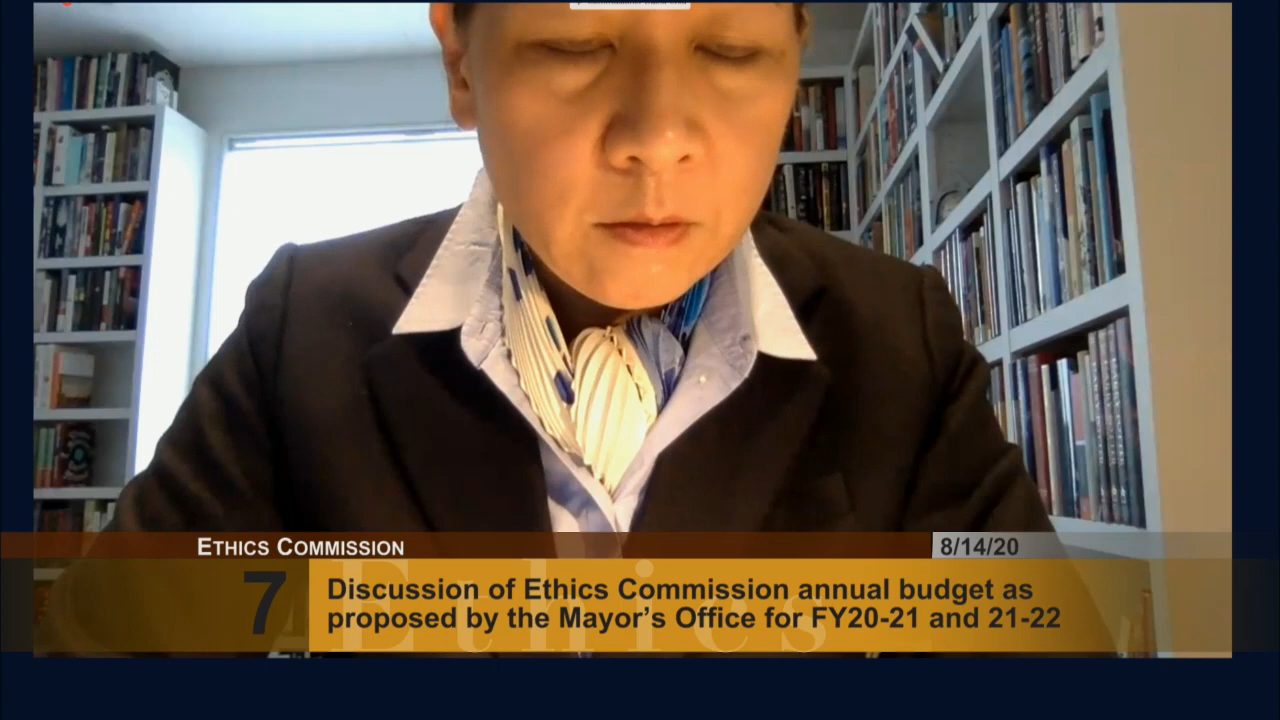 ETHICS COMMISSION
8/14/20
7
Discussion of Ethics Commission annual budget as
proposed by the Mayor's Office for FY20-21 and 21-22
Ethics